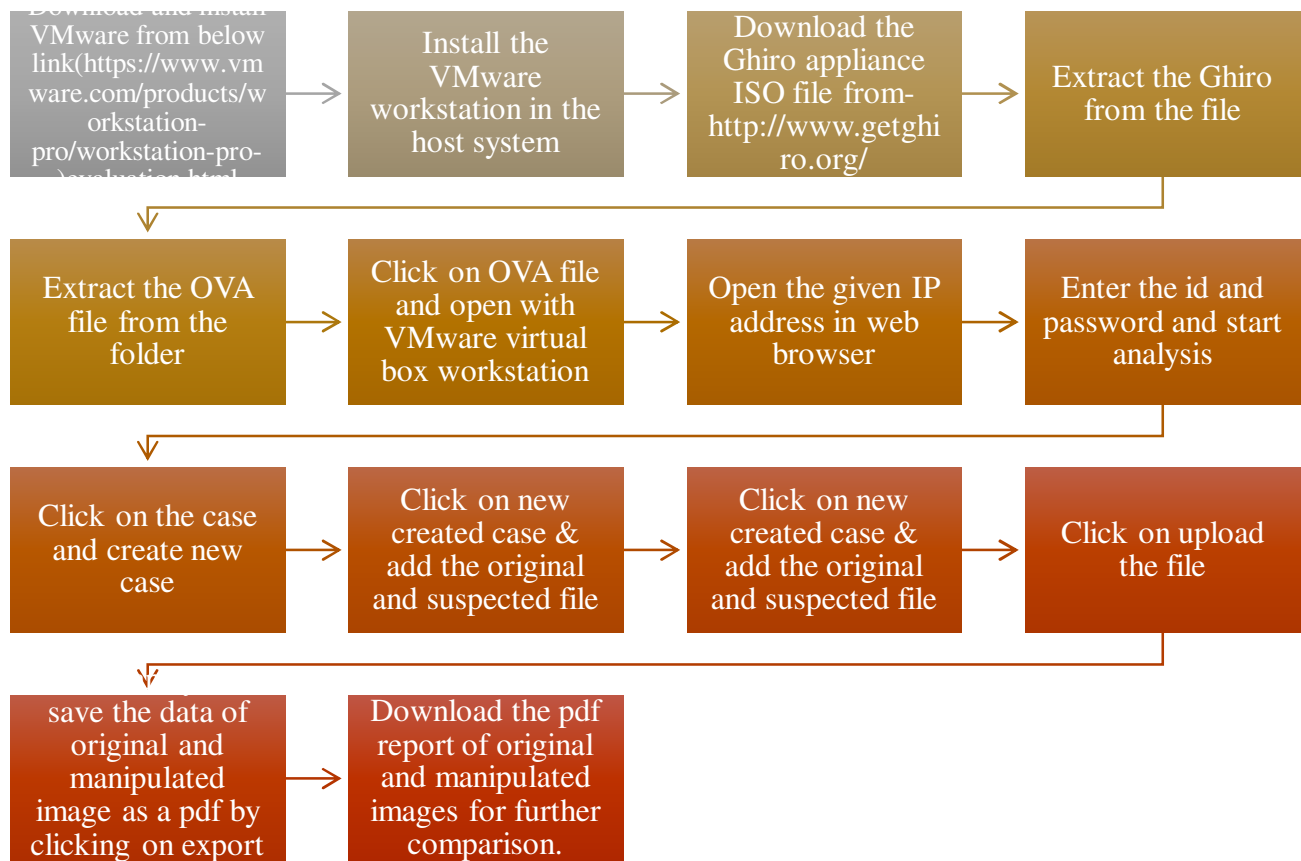 Download and install
VMware from below
link(https://www.vm
ware.com/products/w
orkstation-
pro/workstation-pro-
)evaluation.html
Install the
VMware
workstation in the
host system
Download the
Ghiro appliance
ISO file from-
http://www.getghi
ro.org/
Extract the Ghiro
from the file
Extract the OVA
file from the
folder
Click on OVA file
and open with
VMware virtual
box workstation
Open the given IP
address in web
browser
Enter the id and
password and start
analysis
Click on the case
and create new
case
Click on new
created case &
add the original
and suspected file
Click on new
created case &
add the original
and suspected file
Click on upload
the file
save the data of
original and
manipulated
image as a pdf by
clicking on export
Download the pdf
report of original
and manipulated
images for further
comparison.